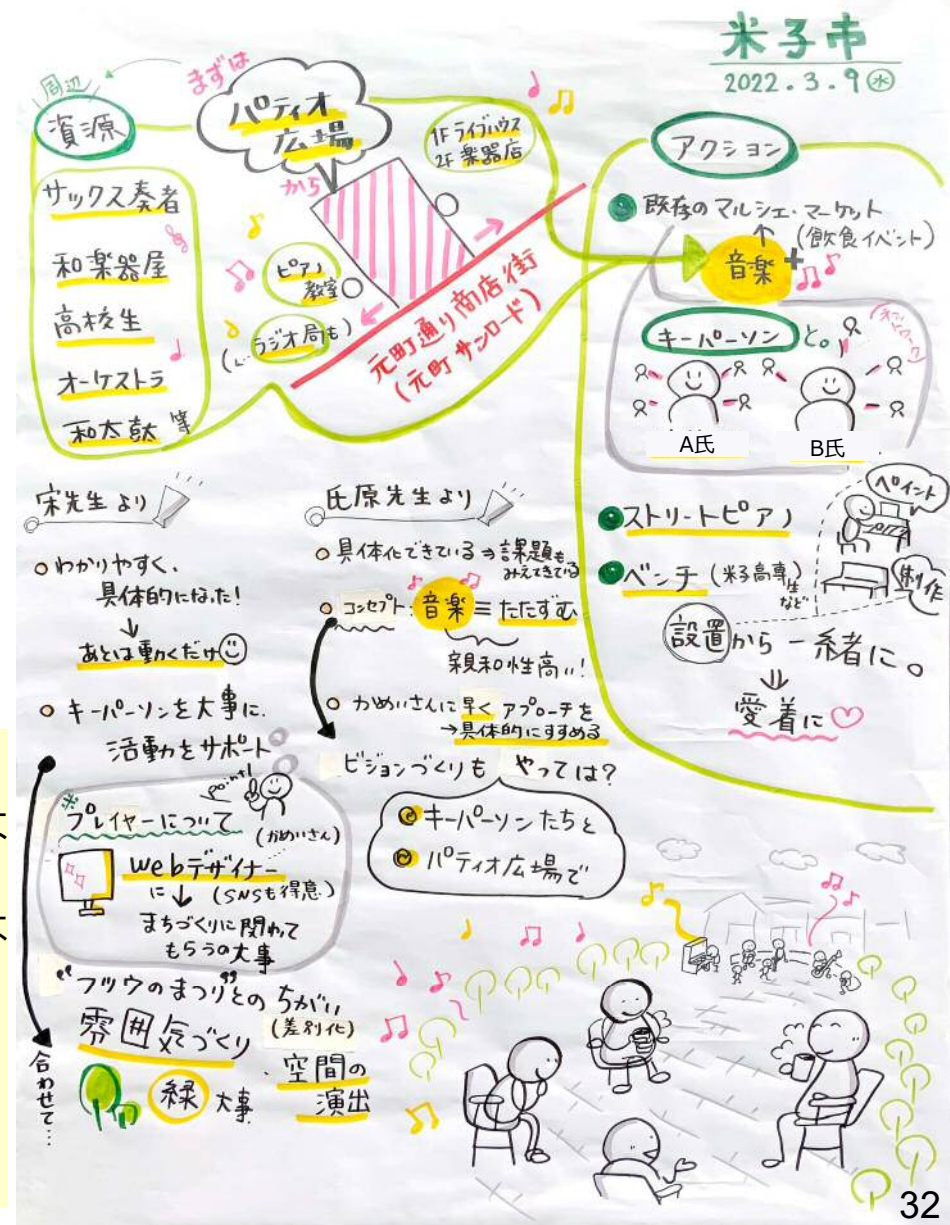 米子市
2022.3.9㊌
周辺
資源
サックス奏者
和楽器屋
高校生
オーケストラ
和太鼓 等
まずは
パティオ
広場
から
1F ライブハウス
2F 楽器店
ピアノ
教室
ラジオ局も)
元町通り商店街
(元町サンロード)
アクション
既存のマルシェ・マーケット
(飲食イベント)
音楽+
キーパーソンと。
A氏
B氏
ストリートピアノ
ペイント
ベンチ(米子高専生
など!
制作
設置から一緒に。
愛着に
宋先生より
わかりやすく、
具体的になった!
あとは動くだけ
キーパーソンを大事に、
活動をサポート
point!
※プレイヤーについて
(かめいさん)
webデザイナー
に (SNSも得意)
まちづくりに関わって
もらうの大事
"フツウのまつり"とのちがい
(差別化)
雰囲気づくり
緑 大事
・空間の
演出
合わせて…
氏原先生より
具体化できている⇒課題も
みえてきている
コンセプト:音楽≡たたずむ
親和性高い!
かめいさんに早くアプローチを
→具体的にすすめる
ビジョンづくりも やっては?
キーパーソンたちと
パティオ広場で
32